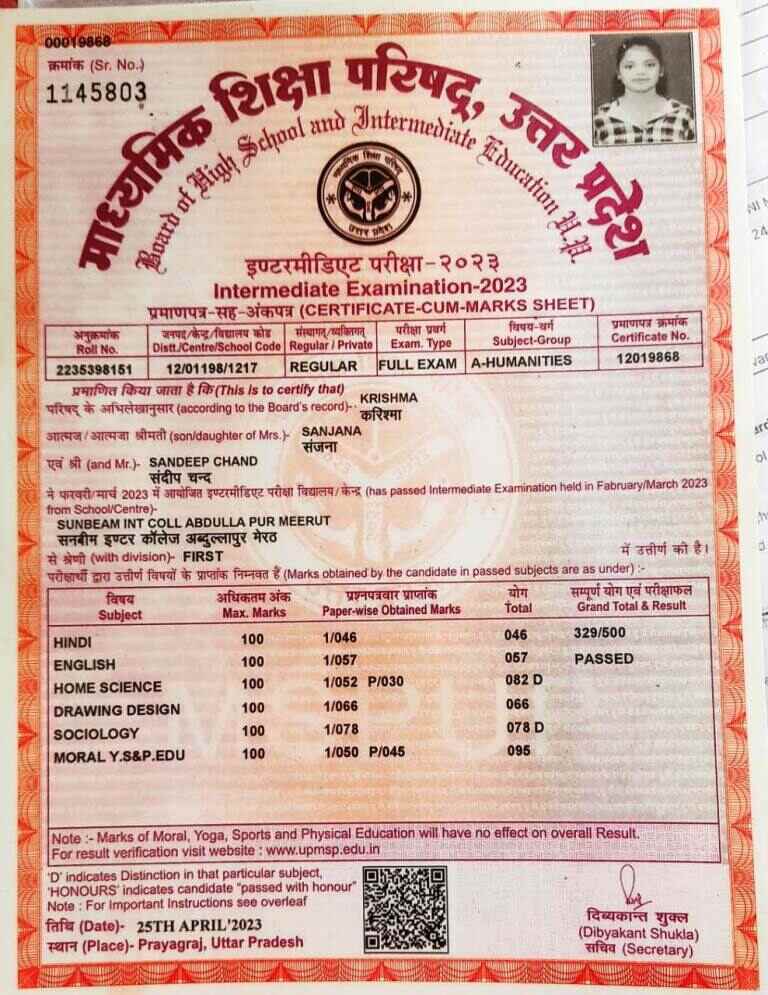 00019868
क्रमांक (Sr. No.)
1145803
माध्यमिक शिक्षा परिषद्, उत्तर प्रदेश
Board of High School and Intermediate Education U.P.
माध्यमिक शिक्षा परिषद
उत्तर प्रदेश
इण्टरमीडिएट परीक्षा-२०२३
Intermediate Examination-2023
प्रमाणपत्र-सह-अंकपत्र (CERTIFICATE-CUM-MARKS SHEET)
अनुक्रमांक जनपद/केन्द्र/विद्यालय कोड संस्थागत/व्यक्तिगत परीक्षा प्रवर्ग विषय-वर्ग प्रमाणपत्र क्रमांक
Roll No. Distt./Centre/School Code Regular / Private Exam. Type Subject-Group Certificate No.
2235398151 12/01198/1217 REGULAR FULL EXAM A-HUMANITIES 12019868
प्रमाणित किया जाता है कि(This is to certify that)
परिषद् के अभिलेखानुसार (according to the Board's record)-. KRISHMA
करिश्मा
आत्मज/आत्मजा श्रीमती (son/daughter of Mrs.)- SANJANA
संजना
एवं श्री (and Mr.)- SANDEEP CHAND
संदीप चन्द
ने फरवरी/मार्च 2023 में आयोजित इण्टरमीडिएट परीक्षा विद्यालय/केन्द्र (has passed Intermediate Examination held in Fabruary/March 2023
from School/Centre)-
SUNBEAM INT COLL ABDULLA PUR MEERUT
सनबीम इण्टर कॉलेज अब्दुल्लापुर मेरठ
से श्रेणी (with division)- FIRST में उत्तीर्ण की है।
परीक्षार्थी द्वारा उत्तीर्ण विषयों के प्राप्तांक निम्नवत हैं (Marks obtained by the candidate in passed subjects are as under) :-
विषय अधिकतम अंक प्रश्नपत्रवार प्राप्तांक योग सम्पूर्ण योग एवं परीक्षाफल
Subject Max. Marks Paper-wise Obtained Marks Total Grand Total & Result
HINDI 100 1/046 046 329/500
ENGLISH 100 1/057 057 PASSED
HOME SCIENCE 100 1/052 P/030 082 D
DRAWING DESIGN 100 1/066 066
SOCIOLOGY 100 1/078 078 D
MORAL Y.S&P.EDU 100 1/050 P/045 095
Note :- Marks of Moral, Yoga, Sports and Physical Education will have no effect on overall Result.
For result verification visit website : www.upmsp.edu.in
'D' indicates Distinction in that particular subject,
'HONOURS' indicates candidate "passed with honour"
Note : For Important Instructions see overleaf
तिथि (Date)- 25TH APRIL'2023
स्थान (Place)- Prayagraj, Uttar Pradesh
दिब्यकान्त शुक्ल
(Dibyakant Shukla)
सचिव (Secretary)